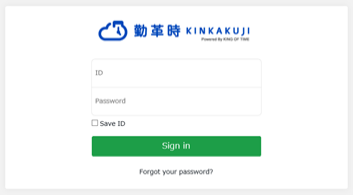 勤革時 KINKAKUJI
Powered By KING OF TIME
ID
Password
Save ID
Sign in
Forgot your password?